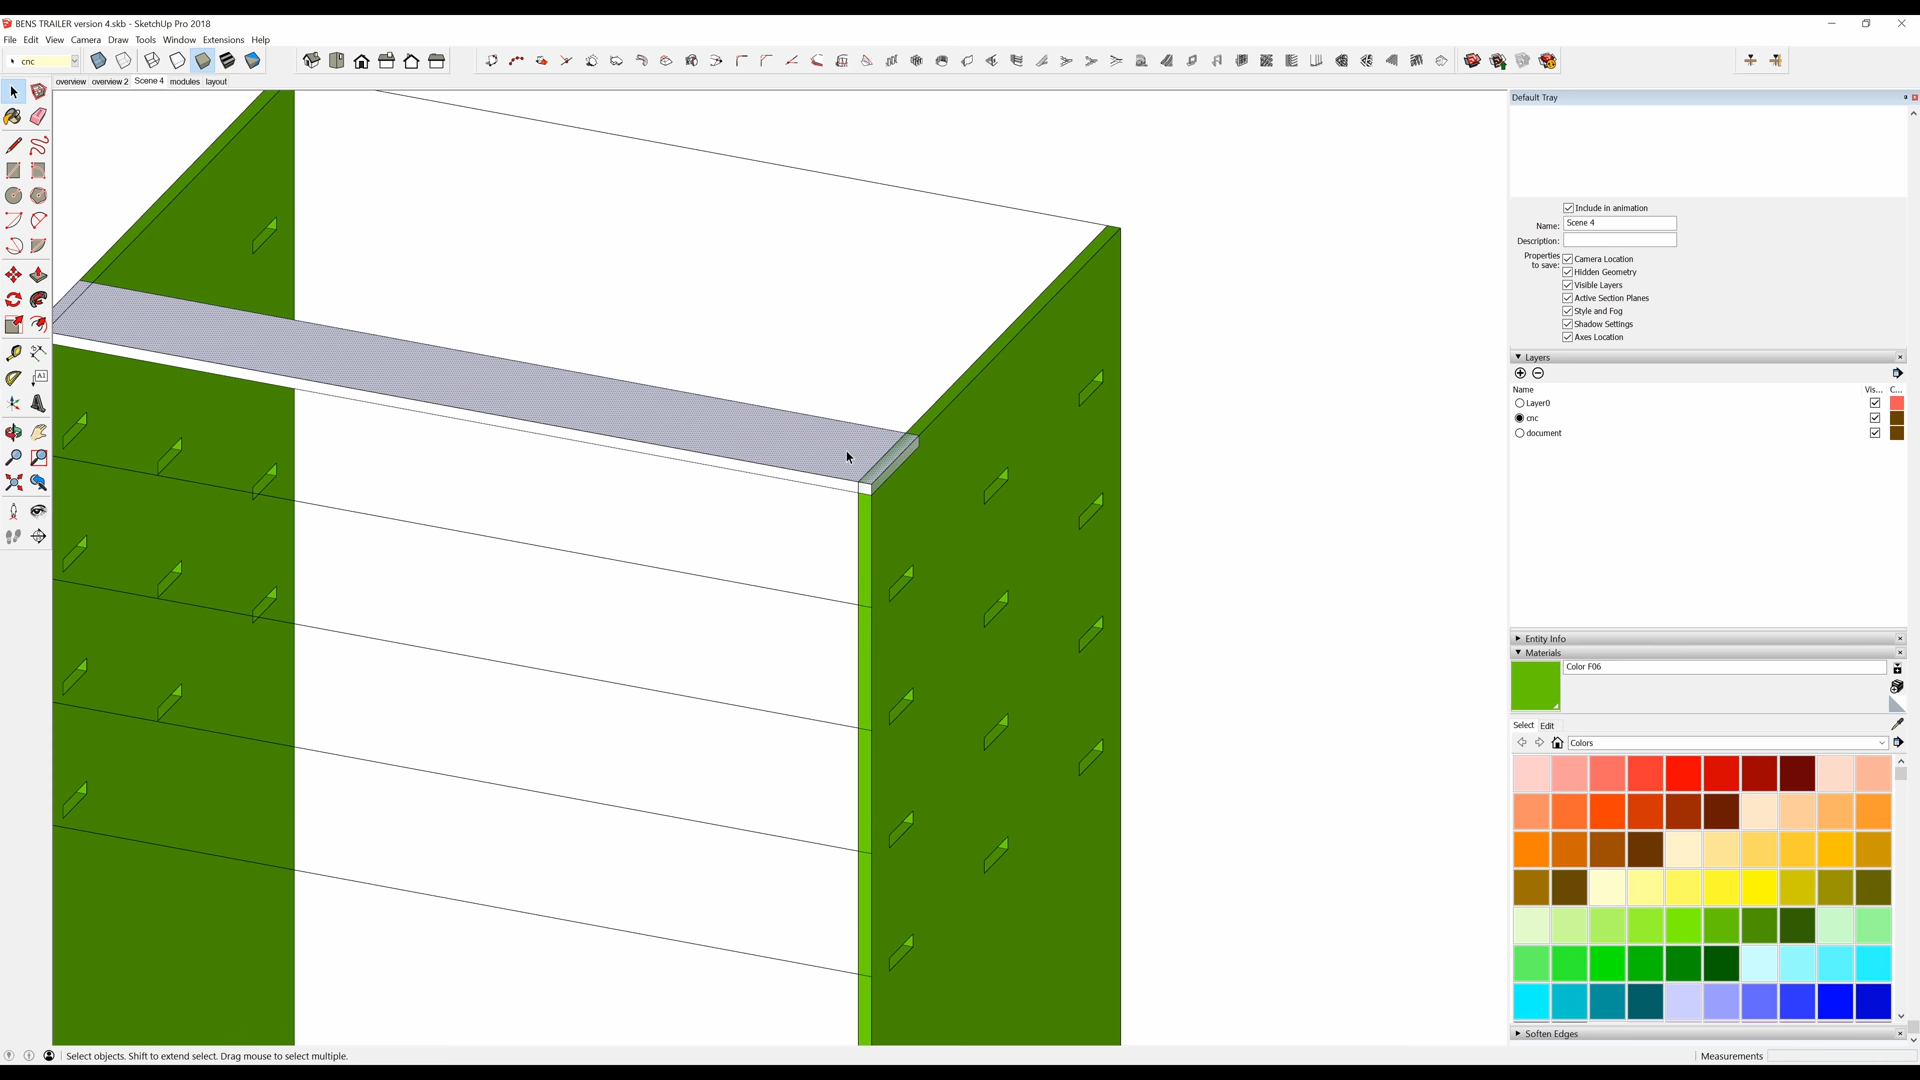 BENS TRAILER version 4.skb - SketchUp Pro 2018
File Edit View Camera Draw Tools Window Extensions Help
cnc
overview overview 2 Scene 4 modules layout
Default Tray
Include in animation
Name: Scene 4
Description:
Properties to save:
Camera Location
Hidden Geometry
Visible Layers
Active Section Planes
Style and Fog
Shadow Settings
Axes Location
Layers
Name Vis... C...
Layer0
cnc
document
Entity Info
Materials
Color F06
Select Edit
Colors
Soften Edges
Select objects. Shift to extend select. Drag mouse to select multiple.
Measurements